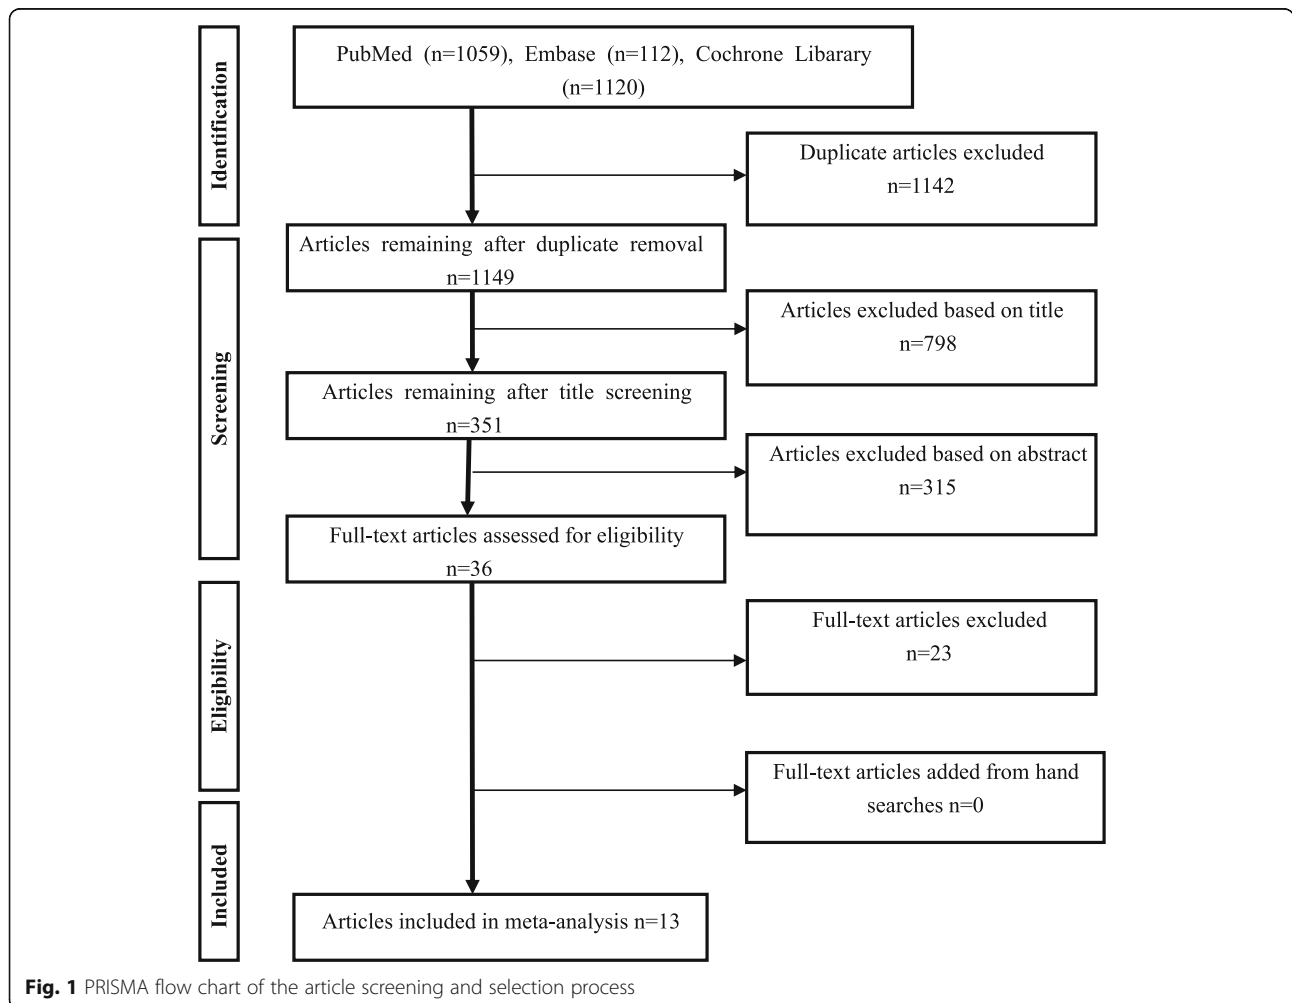 Identification
PubMed (n=1059), Embase (n=112), Cochrone Libarary
(n=1120)
Duplicate articles excluded
n=1142
Screening
Articles remaining after duplicate removal
n=1149
Articles excluded based on title
n=798
Articles remaining after title screening
n=351
Articles excluded based on abstract
n=315
Full-text articles assessed for eligibility
n=36
Eligibility
Full-text articles excluded
n=23
Full-text articles added from hand
searches n=0
Included
Articles included in meta-analysis n=13
Fig. 1 PRISMA flow chart of the article screening and selection process